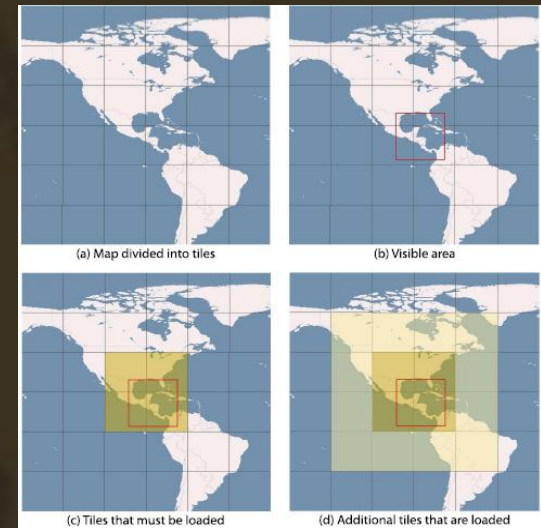 (a) Map divided into tiles
(b) Visible area
(c) Tiles that must be loaded
(d) Additional tiles that are loaded